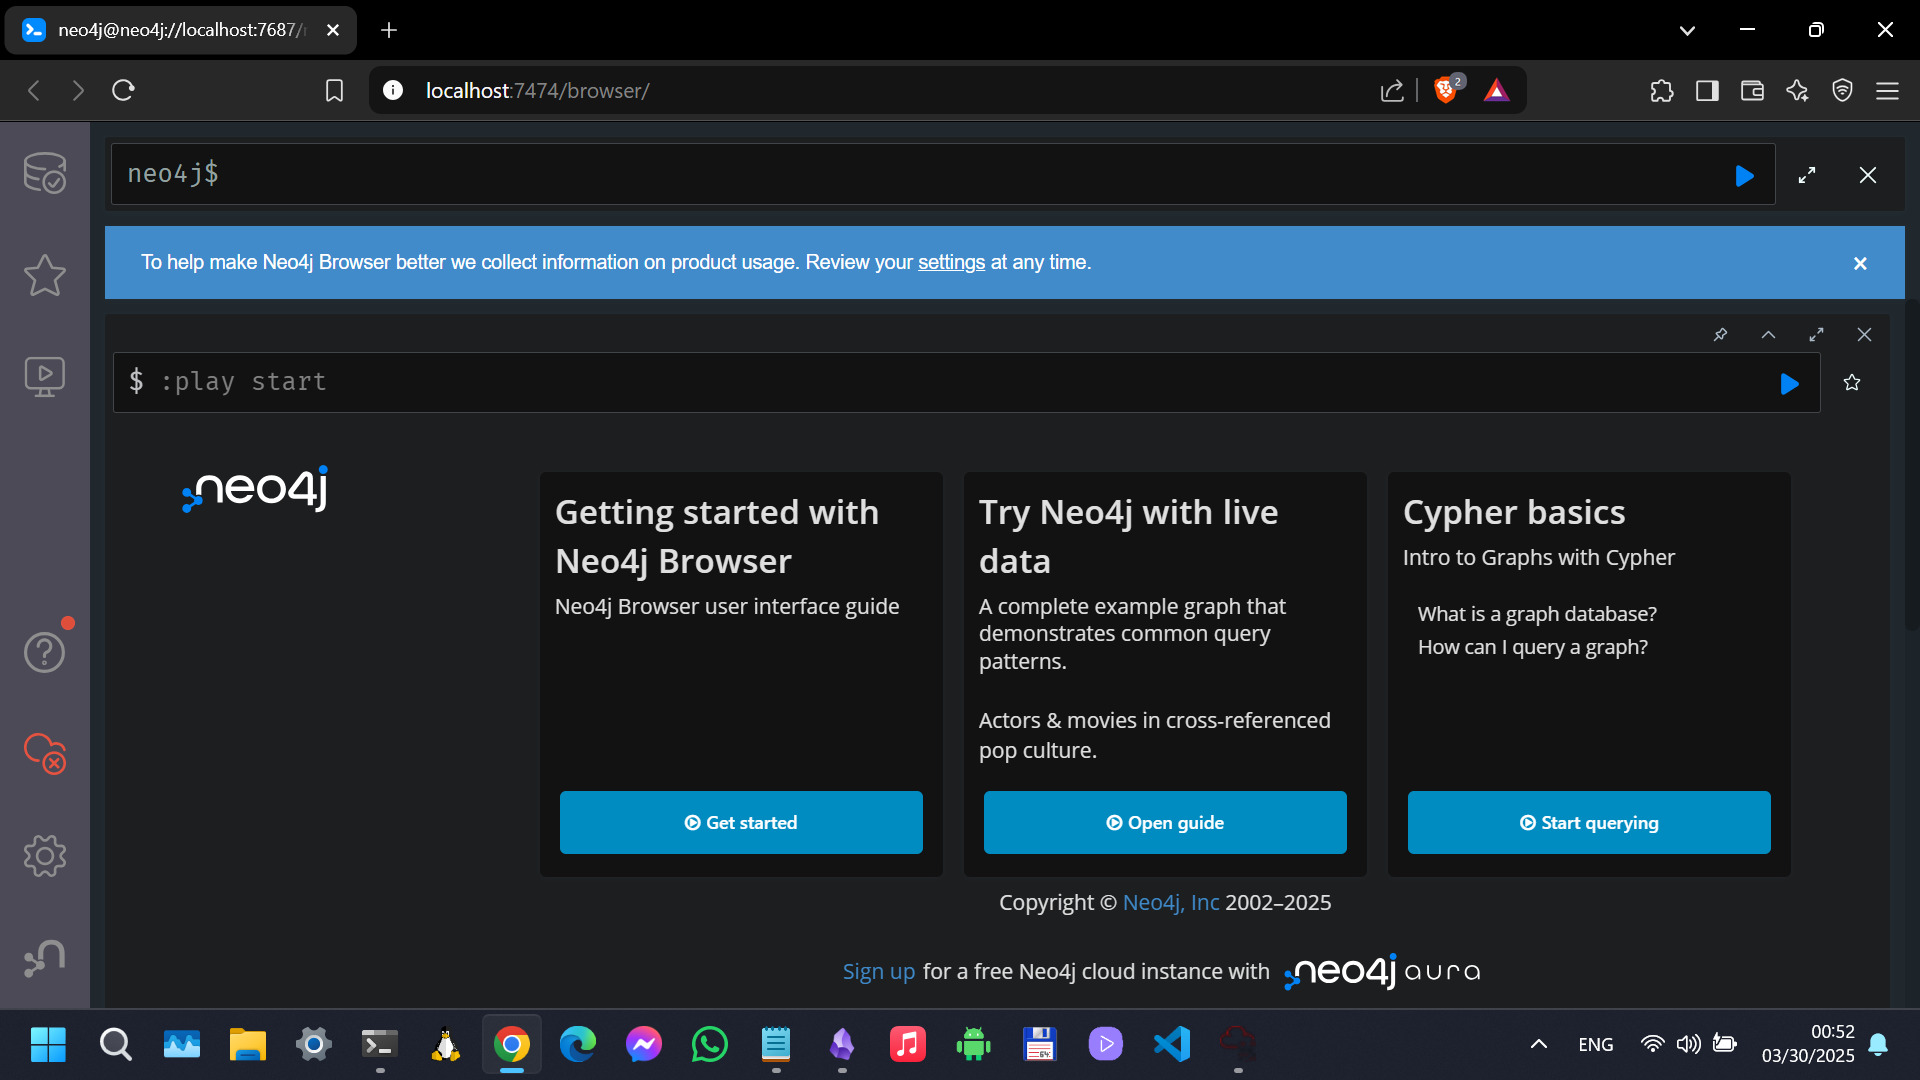 neo4j@neo4j://localhost:7687/
localhost:7474/browser/
2
neo4j$
To help make Neo4j Browser better we collect information on product usage. Review your settings at any time.
$ :play start
neo4j
Getting started with
Neo4j Browser
Neo4j Browser user interface guide
Get started
Try Neo4j with live
data
A complete example graph that
demonstrates common query
patterns.
Actors & movies in cross-referenced
pop culture.
Open guide
Cypher basics
Intro to Graphs with Cypher
What is a graph database?
How can I query a graph?
Start querying
Copyright © Neo4j, Inc 2002–2025
Sign up for a free Neo4j cloud instance with neo4j aura
64
ENG
00:52
03/30/2025